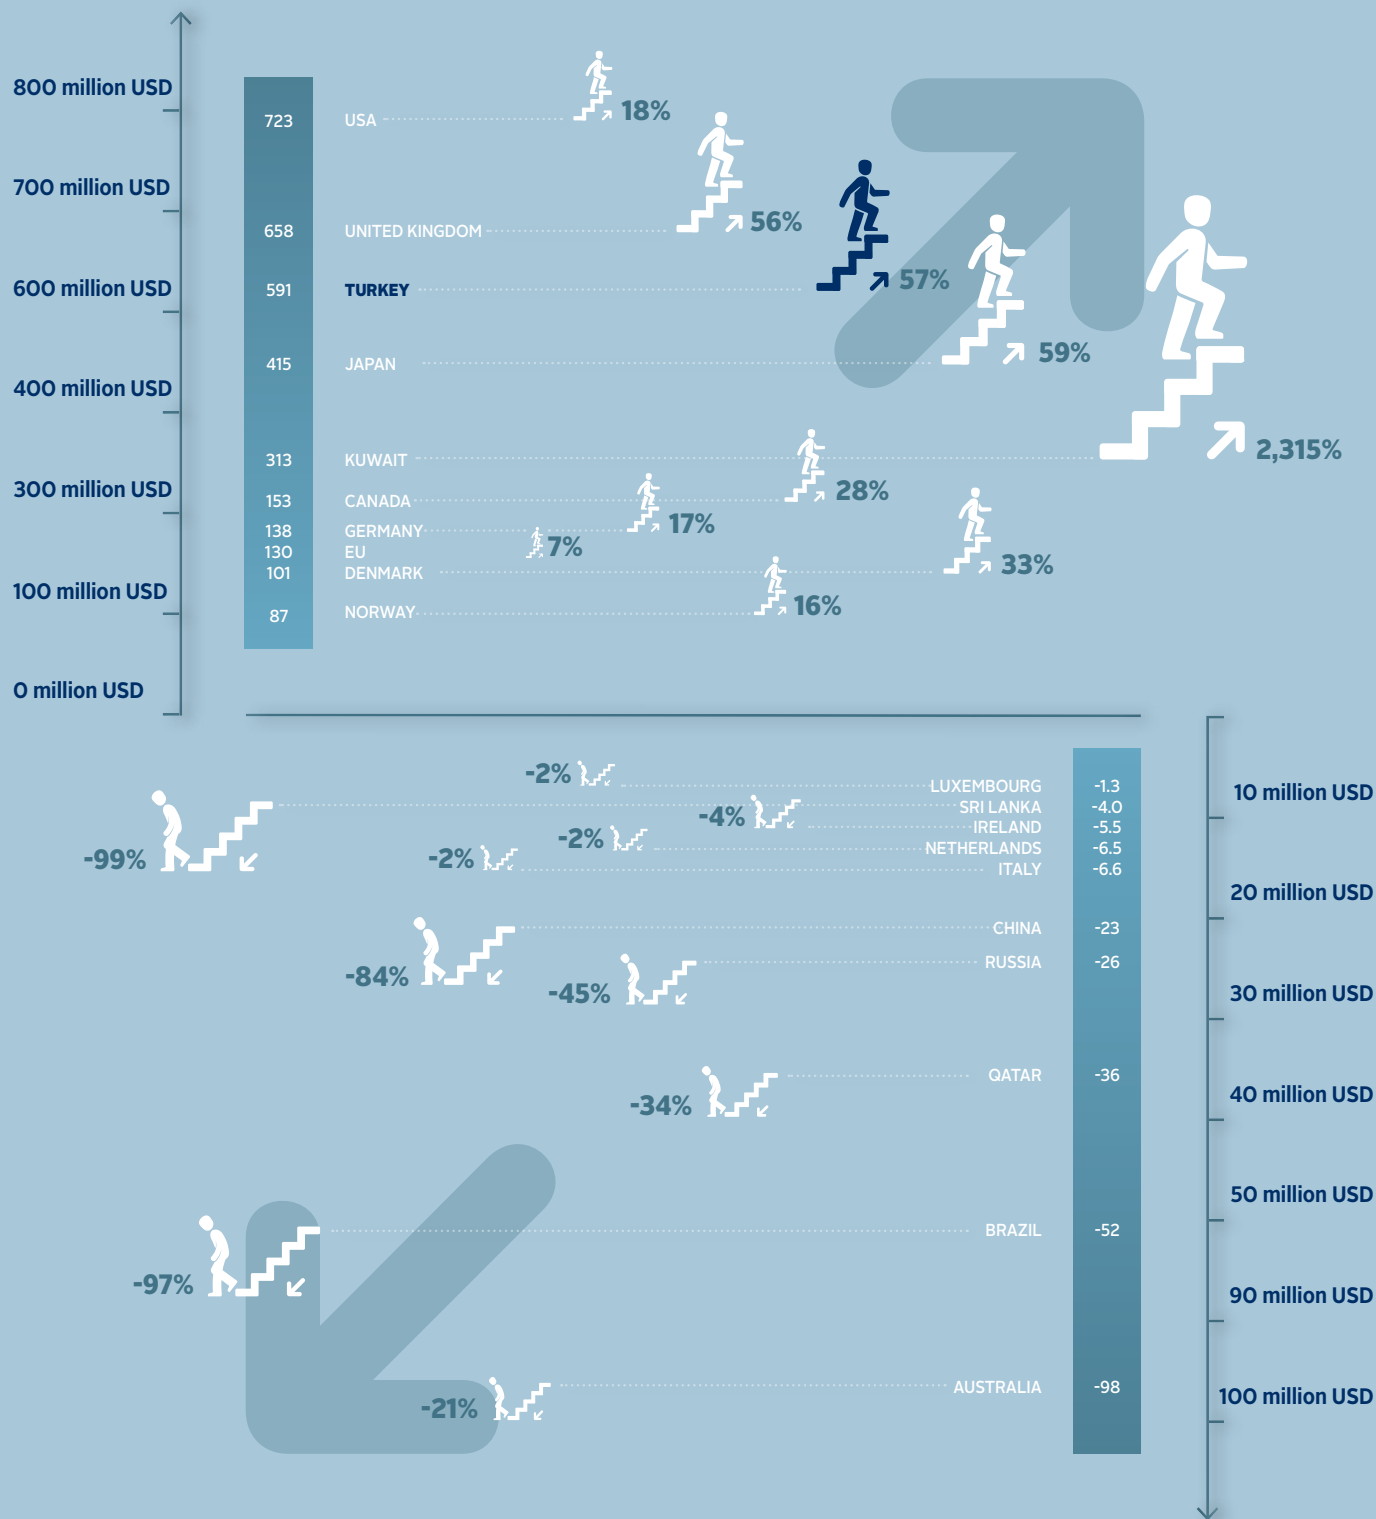 800 million USD
723 USA 18%
700 million USD
658 UNITED KINGDOM 56%
600 million USD
591 TURKEY 57%
415 JAPAN 59%
400 million USD
313 KUWAIT 2,315%
300 million USD
153 CANADA 28%
138 GERMANY 17%
130 EU 7%
101 DENMARK 33%
100 million USD
87 NORWAY 16%
0 million USD
-2% LUXEMBOURG -1.3
10 million USD
-99% SRI LANKA -4.0
-4% IRELAND -5.5
-2% NETHERLANDS -6.5
-2% ITALY -6.6
20 million USD
-84% CHINA -23
-45% RUSSIA -26
30 million USD
-34% QATAR -36
40 million USD
50 million USD
-97% BRAZIL -52
90 million USD
-21% AUSTRALIA -98
100 million USD